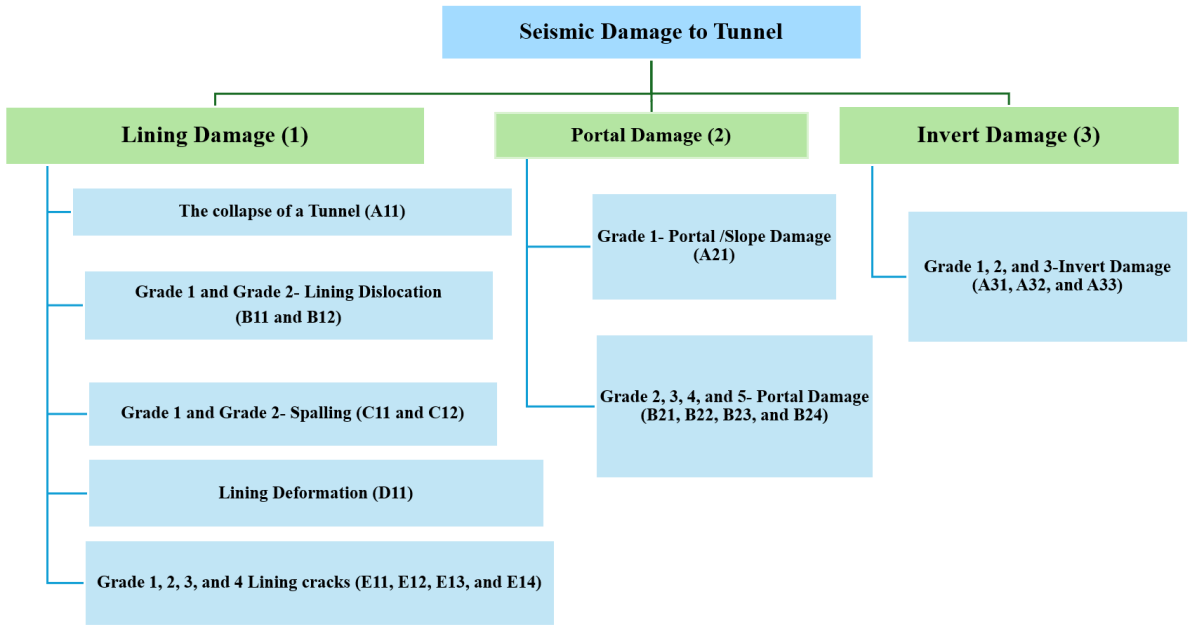 Seismic Damage to Tunnel
Lining Damage (1)
Portal Damage (2)
Invert Damage (3)
The collapse of a Tunnel (A11)
Grade 1 and Grade 2- Lining Dislocation
(B11 and B12)
Grade 1 and Grade 2- Spalling (C11 and C12)
Lining Deformation (D11)
Grade 1, 2, 3, and 4 Lining cracks (E11, E12, E13, and E14)
Grade 1- Portal /Slope Damage
(A21)
Grade 2, 3, 4, and 5- Portal Damage
(B21, B22, B23, and B24)
Grade 1, 2, and 3-Invert Damage
(A31, A32, and A33)